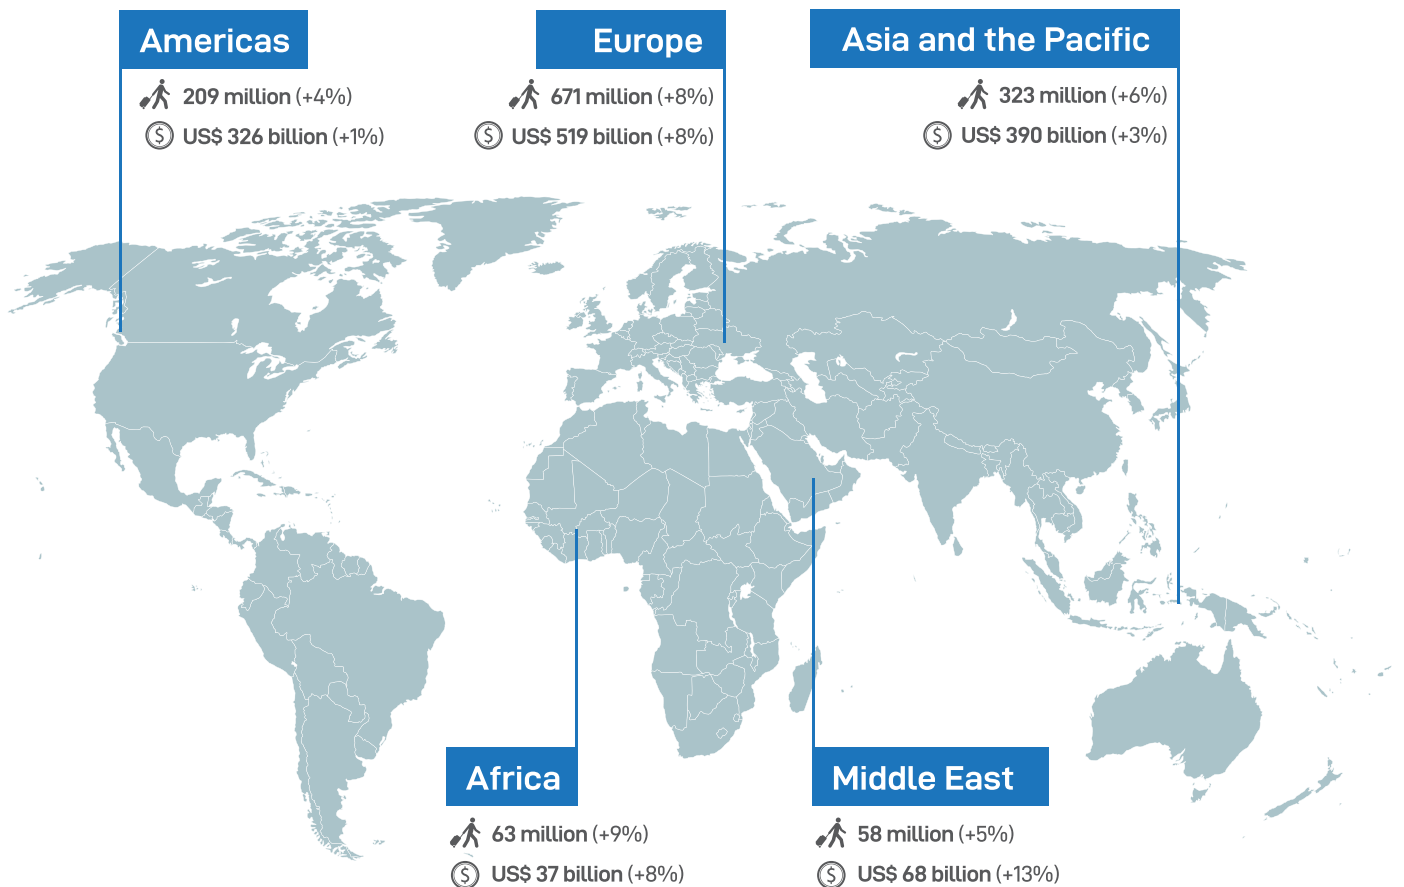 Americas
209 million (+4%)
US$ 326 billion (+1%)
Europe
671 million (+8%)
US$ 519 billion (+8%)
Asia and the Pacific
323 million (+6%)
US$ 390 billion (+3%)
Africa
63 million (+9%)
US$ 37 billion (+8%)
Middle East
58 million (+5%)
US$ 68 billion (+13%)